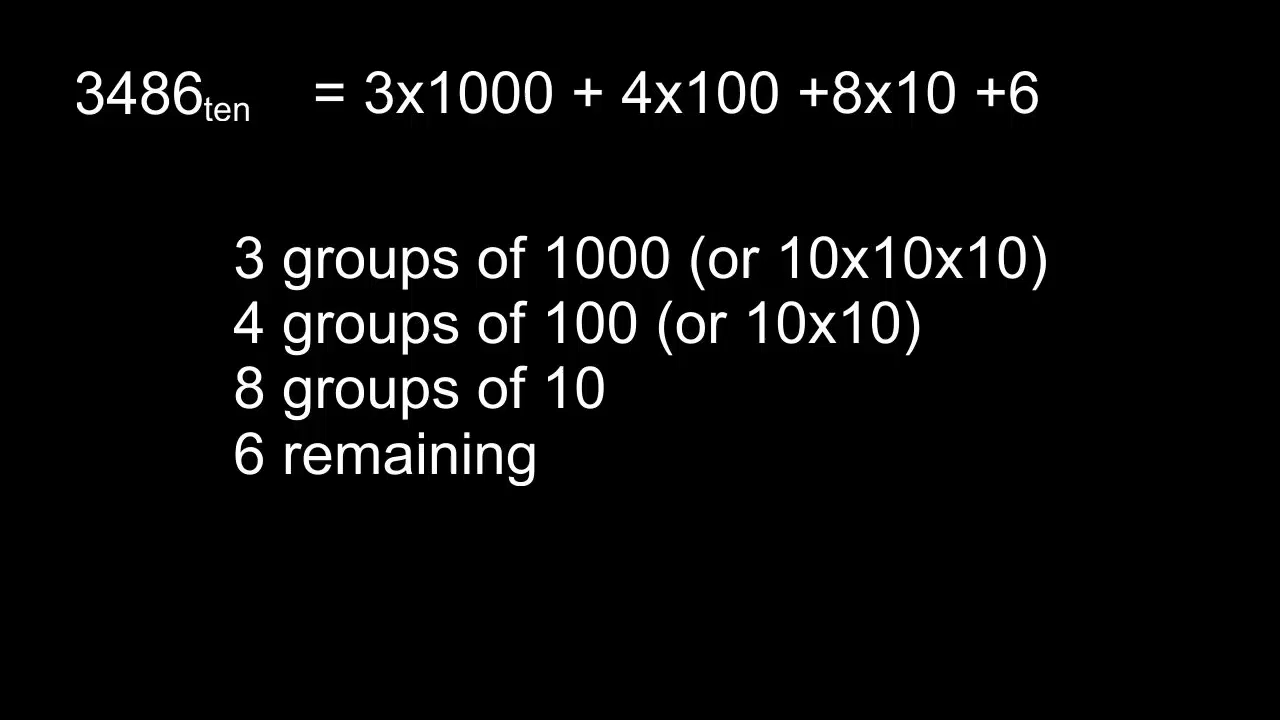 3486ten = 3x1000 + 4x100 +8x10 +6
3 groups of 1000 (or 10x10x10)
4 groups of 100 (or 10x10)
8 groups of 10
6 remaining